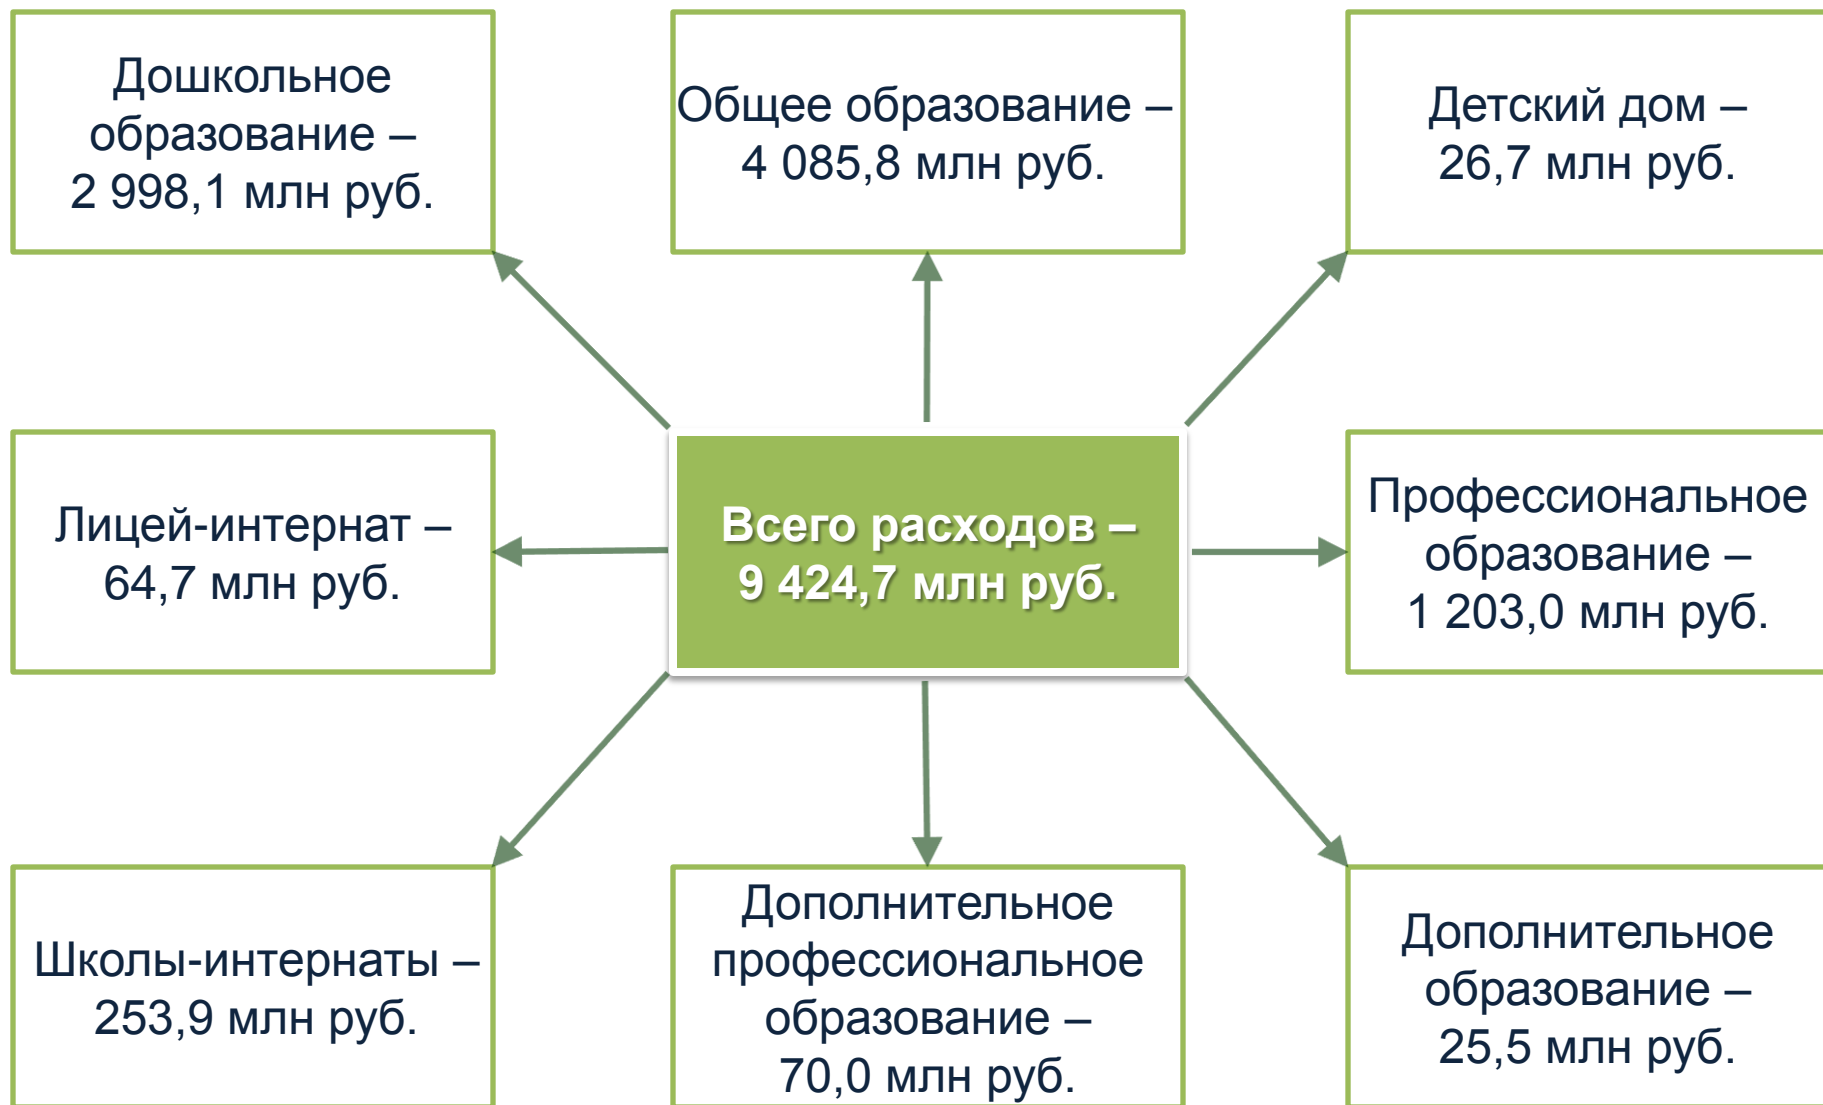 Дошкольное
образование –
2 998,1 млн руб.
Общее образование –
4 085,8 млн руб.
Детский дом –
26,7 млн руб.
Лицей-интернат –
64,7 млн руб.
Всего расходов –
9 424,7 млн руб.
Профессиональное
образование –
1 203,0 млн руб.
Школы-интернаты –
253,9 млн руб.
Дополнительное
профессиональное
образование –
70,0 млн руб.
Дополнительное
образование –
25,5 млн руб.